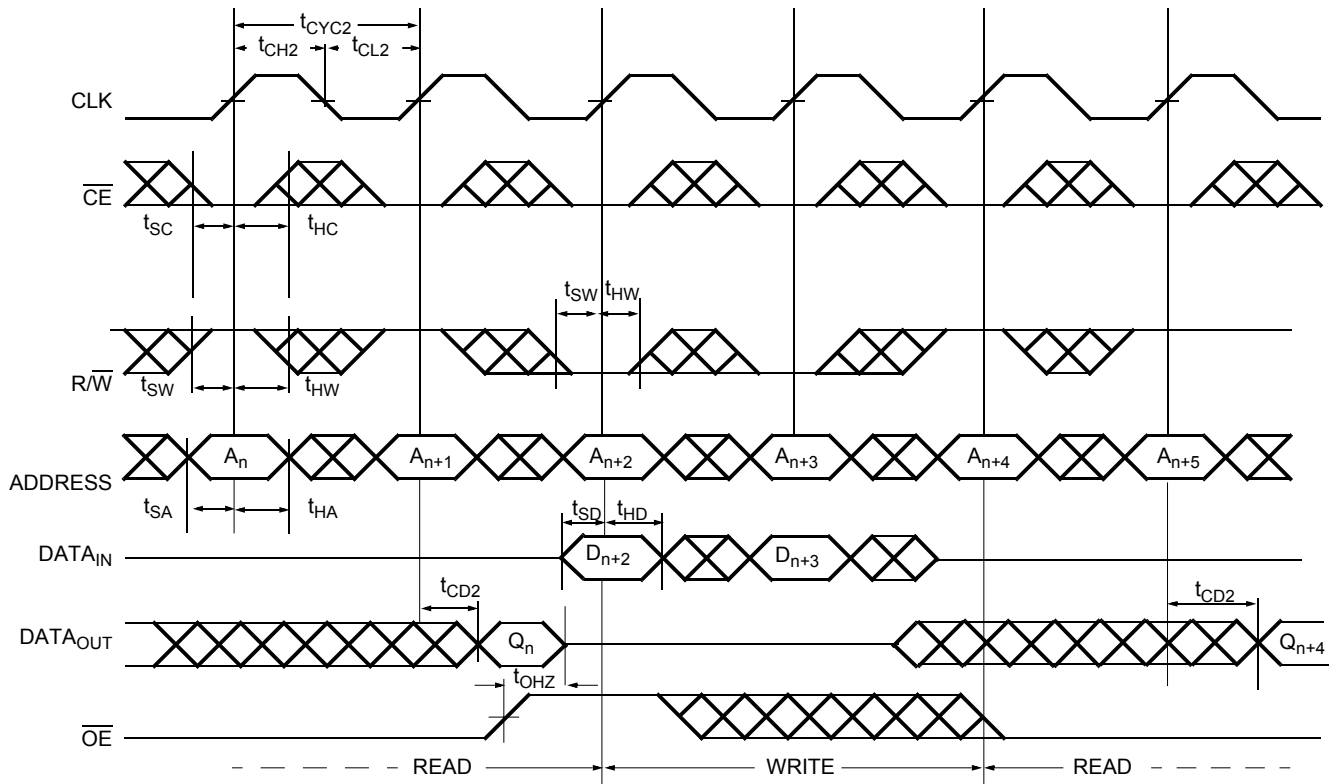 tCYC2
tCH2 tCL2
CLK
CE
tSC tHC
tSW tHW
R/W
tSW tHW
An An+1 An+2 An+3 An+4 An+5
ADDRESS
tSA tHA
tSD tHD
DATAIN
Dn+2 Dn+3
tCD2 tCD2
DATAOUT
Qn Qn+4
tOHZ
OE
READ WRITE READ